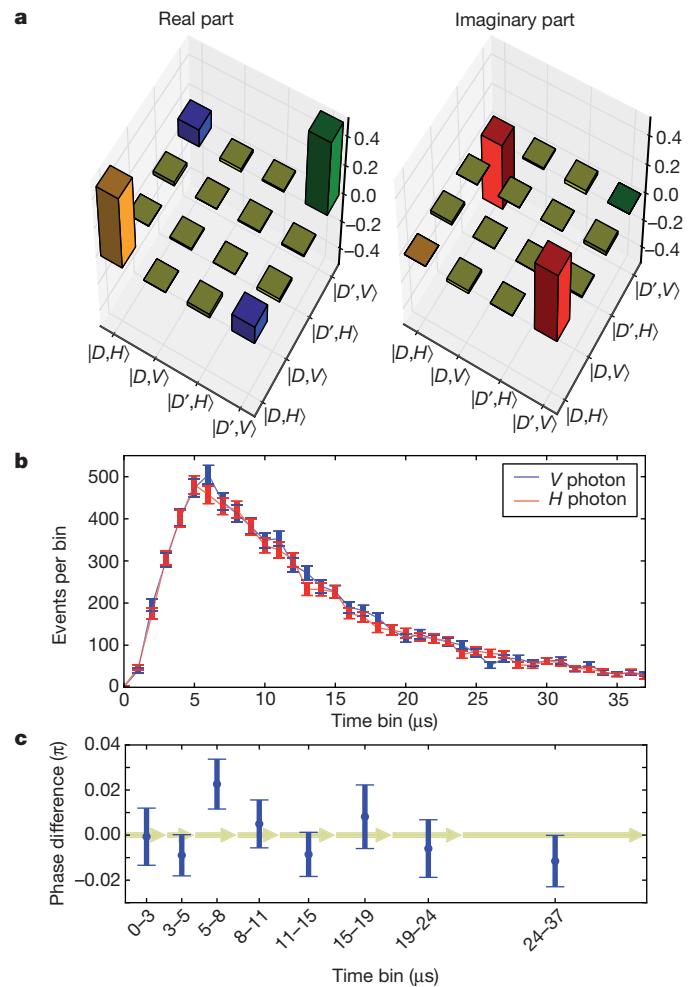 a
Real part
Imaginary part
0.4
0.2
0.0
−0.2
−0.4
|D,H⟩
|D,V⟩
|D′,H⟩
|D′,V⟩
|D,H⟩
|D,V⟩
|D′,H⟩
|D′,V⟩
0.4
0.2
0.0
−0.2
−0.4
|D,H⟩
|D,V⟩
|D′,H⟩
|D′,V⟩
|D,H⟩
|D,V⟩
|D′,H⟩
|D′,V⟩
b
Events per bin
500
400
300
200
100
0
V photon
H photon
0 5 10 15 20 25 30 35
Time bin (μs)
c
Phase difference (π)
0.04
0.02
0.00
−0.02
0–3 3–5 5–8 8–11 11–15 15–19 19–24 24–37
Time bin (μs)